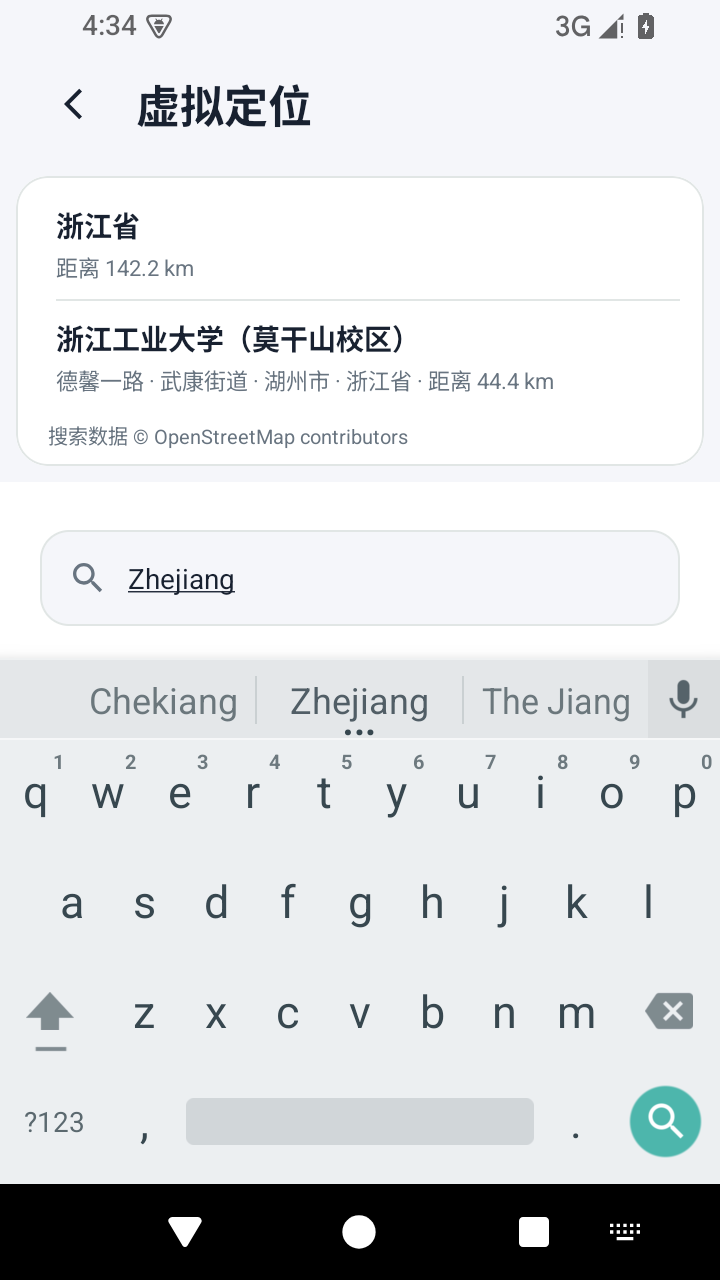 4:34
3G
虚拟定位
浙江省
距离 142.2 km
浙江工业大学（莫干山校区）
德馨一路 · 武康街道 · 湖州市 · 浙江省 · 距离 44.4 km
搜索数据 © OpenStreetMap contributors
Zhejiang
Chekiang Zhejiang The Jiang
1 2 3 4 5 6 7 8 9 0
q w e r t y u i o p
a s d f g h j k l
z x c v b n m
?123 , .